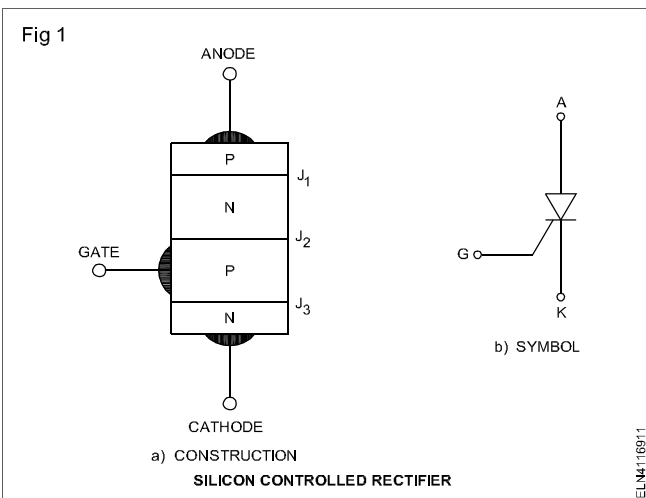 Fig 1
ANODE
P
J1
N
J2
GATE
P
J3
N
CATHODE
a) CONSTRUCTION
A
G
K
b) SYMBOL
SILICON CONTROLLED RECTIFIER
ELN4116911